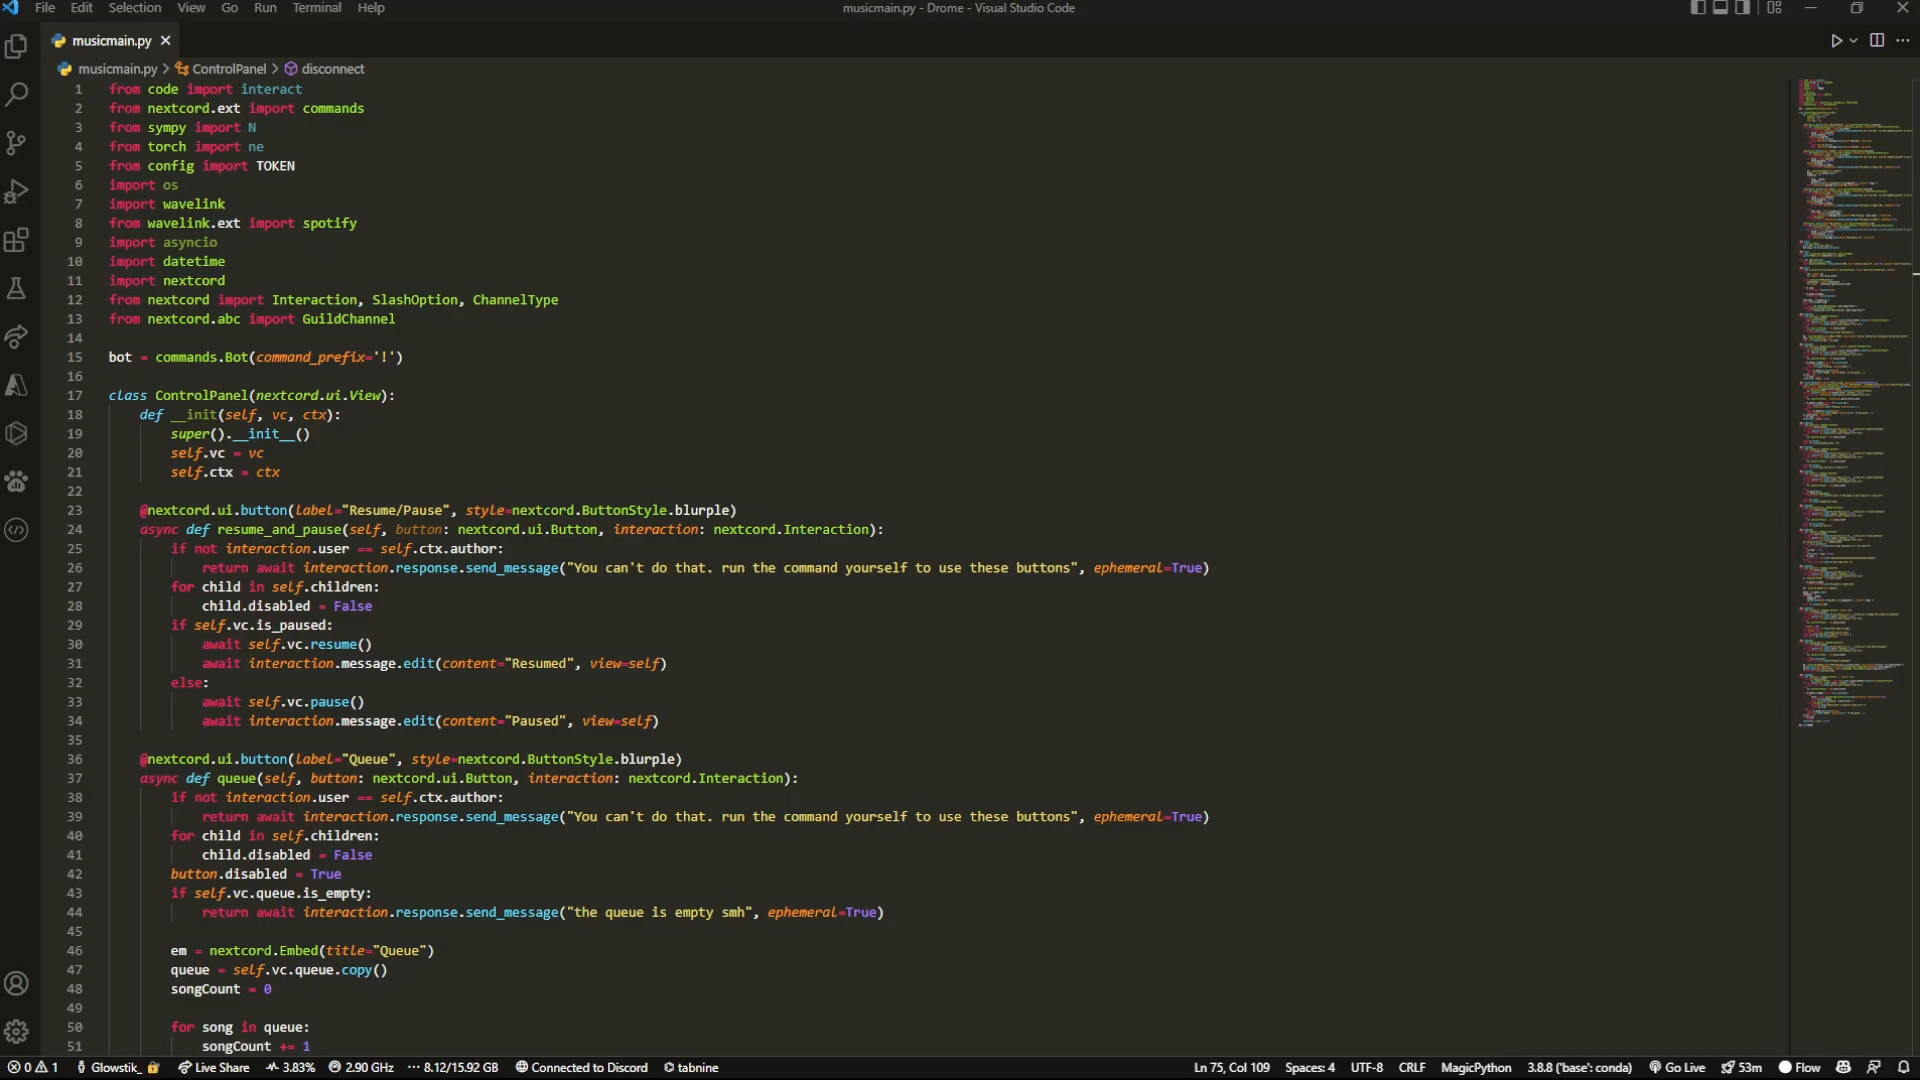 File Edit Selection View Go Run Terminal Help
musicmain.py - Drome - Visual Studio Code
musicmain.py
musicmain.py > ControlPanel > disconnect
1 from code import interact
2 from nextcord.ext import commands
3 from sympy import N
4 from torch import ne
5 from config import TOKEN
6 import os
7 import wavelink
8 from wavelink.ext import spotify
9 import asyncio
10 import datetime
11 import nextcord
12 from nextcord import Interaction, SlashOption, ChannelType
13 from nextcord.abc import GuildChannel
14
15 bot = commands.Bot(command_prefix='!')
16
17 class ControlPanel(nextcord.ui.View):
18 def __init(self, vc, ctx):
19 super().__init__()
20 self.vc = vc
21 self.ctx = ctx
22
23 @nextcord.ui.button(label="Resume/Pause", style=nextcord.ButtonStyle.blurple)
24 async def resume_and_pause(self, button: nextcord.ui.Button, interaction: nextcord.Interaction):
25 if not interaction.user == self.ctx.author:
26 return await interaction.response.send_message("You can't do that. run the command yourself to use these buttons", ephemeral=True)
27 for child in self.children:
28 child.disabled = False
29 if self.vc.is_paused:
30 await self.vc.resume()
31 await interaction.message.edit(content="Resumed", view=self)
32 else:
33 await self.vc.pause()
34 await interaction.message.edit(content="Paused", view=self)
35
36 @nextcord.ui.button(label="Queue", style=nextcord.ButtonStyle.blurple)
37 async def queue(self, button: nextcord.ui.Button, interaction: nextcord.Interaction):
38 if not interaction.user == self.ctx.author:
39 return await interaction.response.send_message("You can't do that. run the command yourself to use these buttons", ephemeral=True)
40 for child in self.children:
41 child.disabled = False
42 button.disabled = True
43 if self.vc.queue.is_empty:
44 return await interaction.response.send_message("the queue is empty smh", ephemeral=True)
45
46 em = nextcord.Embed(title="Queue")
47 queue = self.vc.queue.copy()
48 songCount = 0
49
50 for song in queue:
51 songCount += 1
0 1 Glowstik_ Live Share 3.83% 2.90 GHz 8.12/15.92 GB Connected to Discord tabnine Ln 75, Col 109 Spaces: 4 UTF-8 CRLF MagicPython 3.8.8 ('base': conda) Go Live 53m Flow